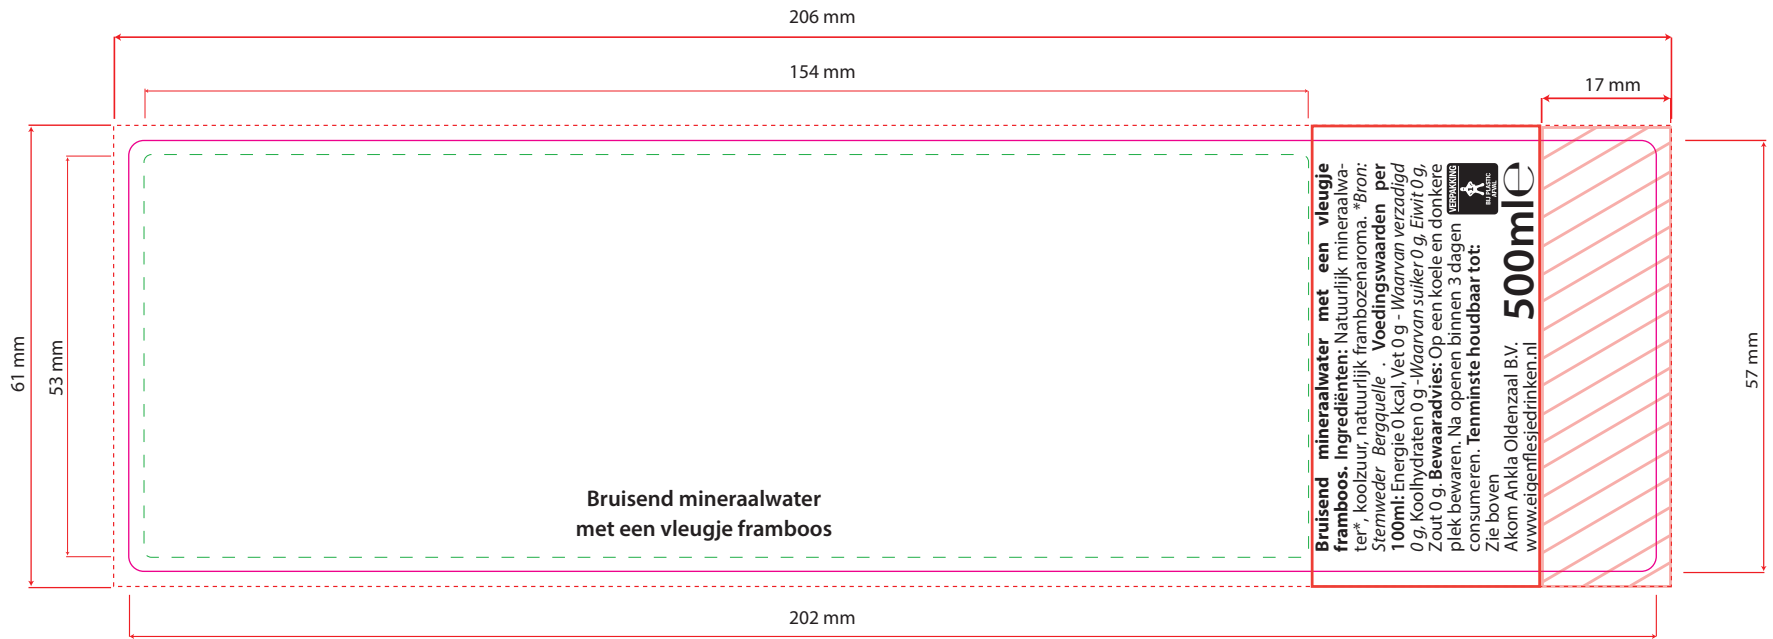 206 mm
154 mm
17 mm
61 mm
53 mm
57 mm
202 mm
Bruisend mineraalwater
met een vleugje framboos
Bruisend mineraalwater met een vleugje
framboos. Ingrediënten: Natuurlijk mineraalwa-
ter*, koolzuur, natuurlijk frambozenaroma. *Bron:
Stemweder Bergquelle . Voedingswaarden per
100ml: Energie 0 kcal, Vet 0 g - Waarvan verzadigd
0 g, Koolhydraten 0 g -Waarvan suiker 0 g, Eiwit 0 g,
Zout 0 g. Bewaaradvies: Op een koele en donkere
plek bewaren. Na openen binnen 3 dagen
consumeren. Tenminste houdbaar tot:
Zie boven
Akom Ankla Oldenzaal B.V.
www.eigenflesjedrinken.nl
500ml℮
VERPAKKING
BIJ PLASTIC
AFVAL